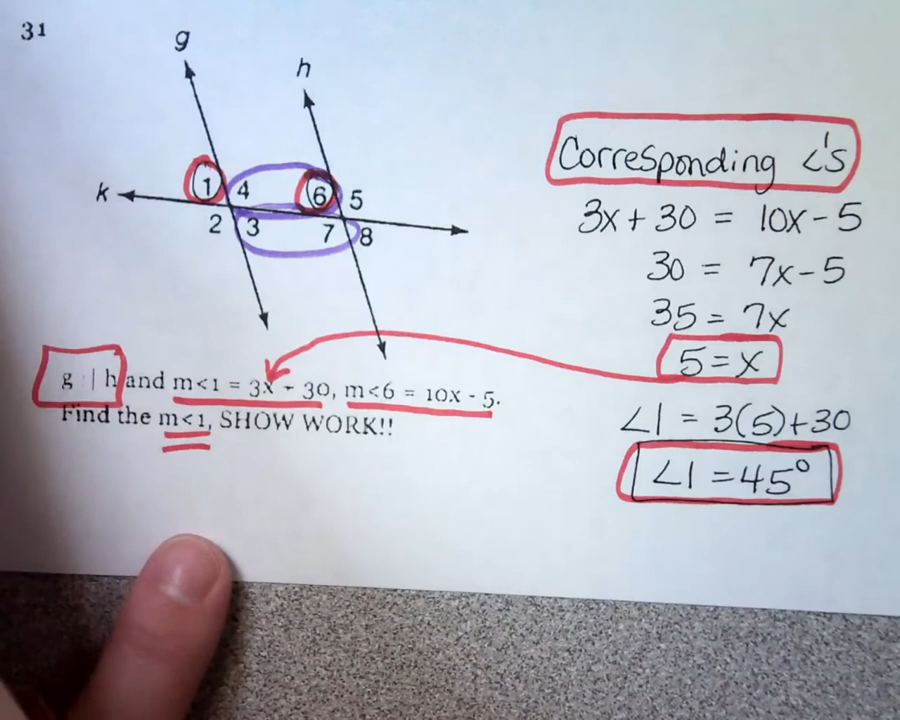 31
g
h
k
1 4 6 5
2 3 7 8
g | h and m<1 = 3x - 30, m<6 = 10x - 5.
Find the m<1, SHOW WORK!!
Corresponding ∠'s
3x + 30 = 10x - 5
30 = 7x - 5
35 = 7x
5 = x
∠1 = 3(5)+30
∠1 = 45°